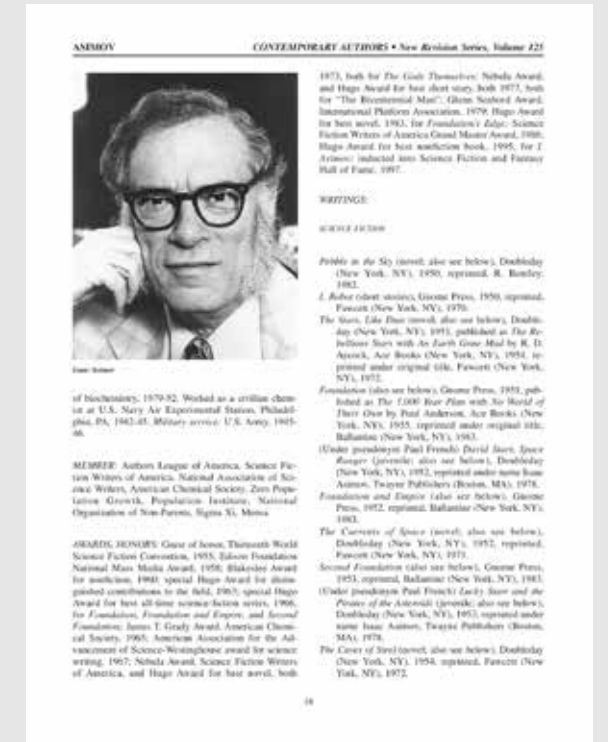 ASIMOV
CONTEMPORARY AUTHORS • New Revision Series, Volume 125
Isaac Asimov
of biochemistry, 1979-92. Worked as a civilian chem-
ist at U.S. Navy Air Experimental Station, Philadel-
phia, PA, 1942-45. Military service: U.S. Army, 1945-
46.
MEMBER: Authors League of America, Science Fic-
tion Writers of America, National Association of Sci-
ence Writers, American Chemical Society, Zero Popu-
lation Growth, Population Institute, National
Organization of Non-Parents, Sigma Xi, Mensa.
AWARDS, HONORS: Guest of honor, Thirteenth World
Science Fiction Convention, 1955; Edison Foundation
National Mass Media Award, 1958; Blakeslee Award
for nonfiction, 1960; special Hugo Award for distin-
guished contributions to the field, 1963; special Hugo
Award for best all-time science-fiction series, 1966,
for Foundation, Foundation and Empire, and Second
Foundation; James T. Grady Award, American Chemi-
cal Society, 1965; American Association for the Ad-
vancement of Science-Westinghouse award for science
writing, 1967; Nebula Award, Science Fiction Writers
of America, and Hugo Award for best novel, both
1973, both for The Gods Themselves; Nebula Award,
and Hugo Award for best short story, both 1977, both
for "The Bicentennial Man"; Glenn Seabord Award,
International Platform Association, 1979; Hugo Award
for best novel, 1983, for Foundation's Edge; Science
Fiction Writers of America Grand Master Award, 1986;
Hugo Award for best nonfiction book, 1995, for I.
Asimov; inducted into Science Fiction and Fantasy
Hall of Fame, 1997.
WRITINGS:
SCIENCE FICTION
Pebble in the Sky (novel; also see below), Doubleday
(New York, NY), 1950, reprinted, R. Bentley,
1982.
I, Robot (short stories), Gnome Press, 1950, reprinted,
Fawcett (New York, NY), 1970.
The Stars, Like Dust (novel; also see below), Double-
day (New York, NY), 1951, published as The Re-
bellious Stars with An Earth Gone Mad by R. D.
Aycock, Ace Books (New York, NY), 1954, re-
printed under original title, Fawcett (New York,
NY), 1972.
Foundation (also see below), Gnome Press, 1951, pub-
lished as The 1,000 Year Plan with No World of
Their Own by Poul Anderson, Ace Books (New
York, NY), 1955, reprinted under original title,
Ballantine (New York, NY), 1983.
(Under pseudonym Paul French) David Starr, Space
Ranger (juvenile; also see below), Doubleday
(New York, NY), 1952, reprinted under name Isaac
Asimov, Twayne Publishers (Boston, MA), 1978.
Foundation and Empire (also see below), Gnome
Press, 1952, reprinted, Ballantine (New York, NY),
1983.
The Currents of Space (novel; also see below),
Doubleday (New York, NY), 1952, reprinted,
Fawcett (New York, NY), 1971.
Second Foundation (also see below), Gnome Press,
1953, reprinted, Ballantine (New York, NY), 1983.
(Under pseudonym Paul French) Lucky Starr and the
Pirates of the Asteroids (juvenile; also see below),
Doubleday (New York, NY), 1953, reprinted under
name Isaac Asimov, Twayne Publishers (Boston,
MA), 1978.
The Caves of Steel (novel; also see below), Doubleday
(New York, NY), 1954, reprinted, Fawcett (New
York, NY), 1972.